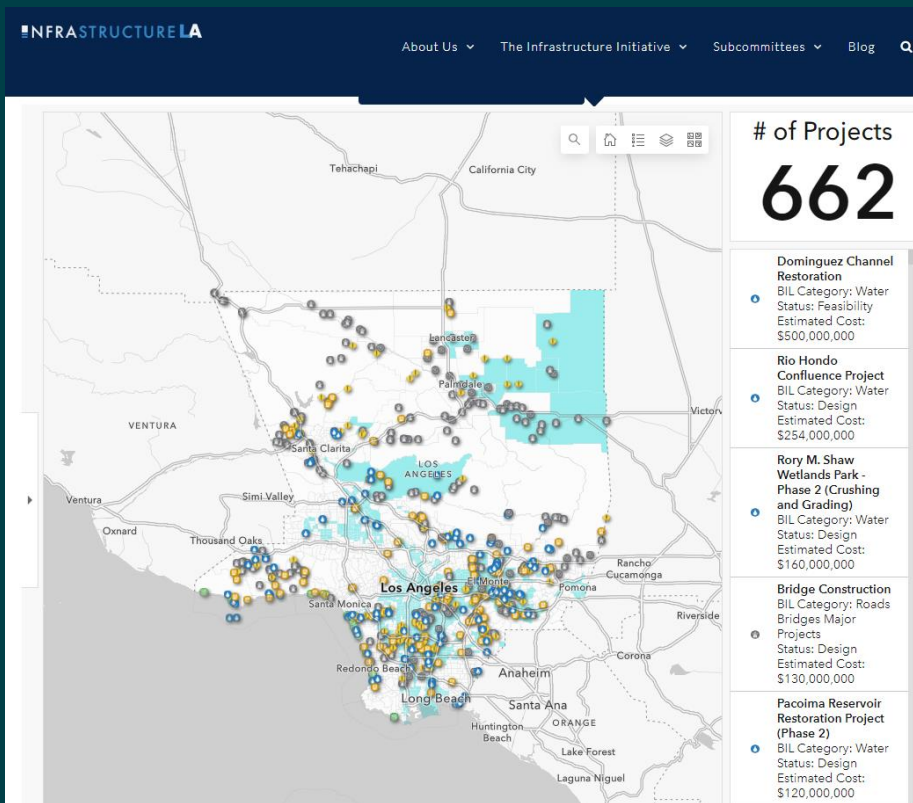 INFRASTRUCTURE LA
About Us
The Infrastructure Initiative
Subcommittees
Blog
# of Projects
662
Tehachapi
California City
Lancaster
Palmdale
Victorv
VENTURA
Santa Clarita
LOS
ANGELES
Ventura
Simi Valley
Oxnard
Thousand Oaks
Los Angeles
El Monte
Pomona
Rancho
Cucamonga
Santa Monica
Riverside
Corona
Redondo Beach
Anaheim
Long Beach
Santa Ana
Huntington
Beach
ORANGE
Lake Forest
Laguna Niguel
Dominguez Channel
Restoration
BIL Category: Water
Status: Feasibility
Estimated Cost:
$500,000,000
Rio Hondo
Confluence Project
BIL Category: Water
Status: Design
Estimated Cost:
$254,000,000
Rory M. Shaw
Wetlands Park -
Phase 2 (Crushing
and Grading)
BIL Category: Water
Status: Design
Estimated Cost:
$160,000,000
Bridge Construction
BIL Category: Roads
Bridges Major
Projects
Status: Design
Estimated Cost:
$130,000,000
Pacoima Reservoir
Restoration Project
(Phase 2)
BIL Category: Water
Status: Design
Estimated Cost:
$120,000,000